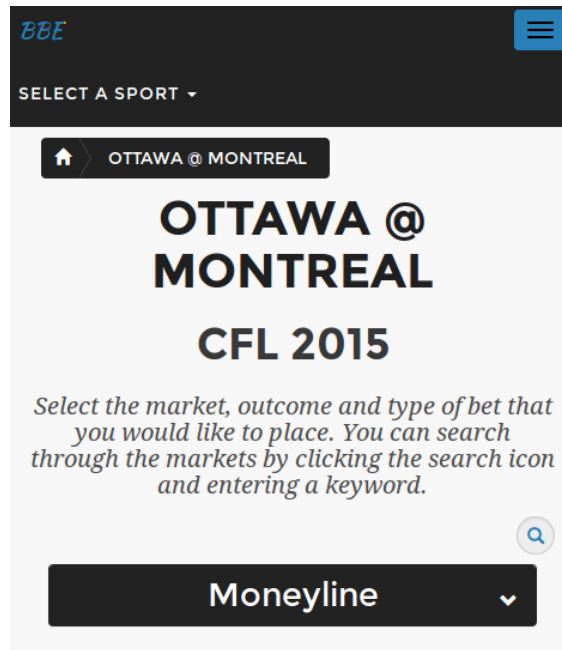 BBE
SELECT A SPORT
OTTAWA @ MONTREAL
OTTAWA @
MONTREAL
CFL 2015
Select the market, outcome and type of bet that
you would like to place. You can search
through the markets by clicking the search icon
and entering a keyword.
Moneyline